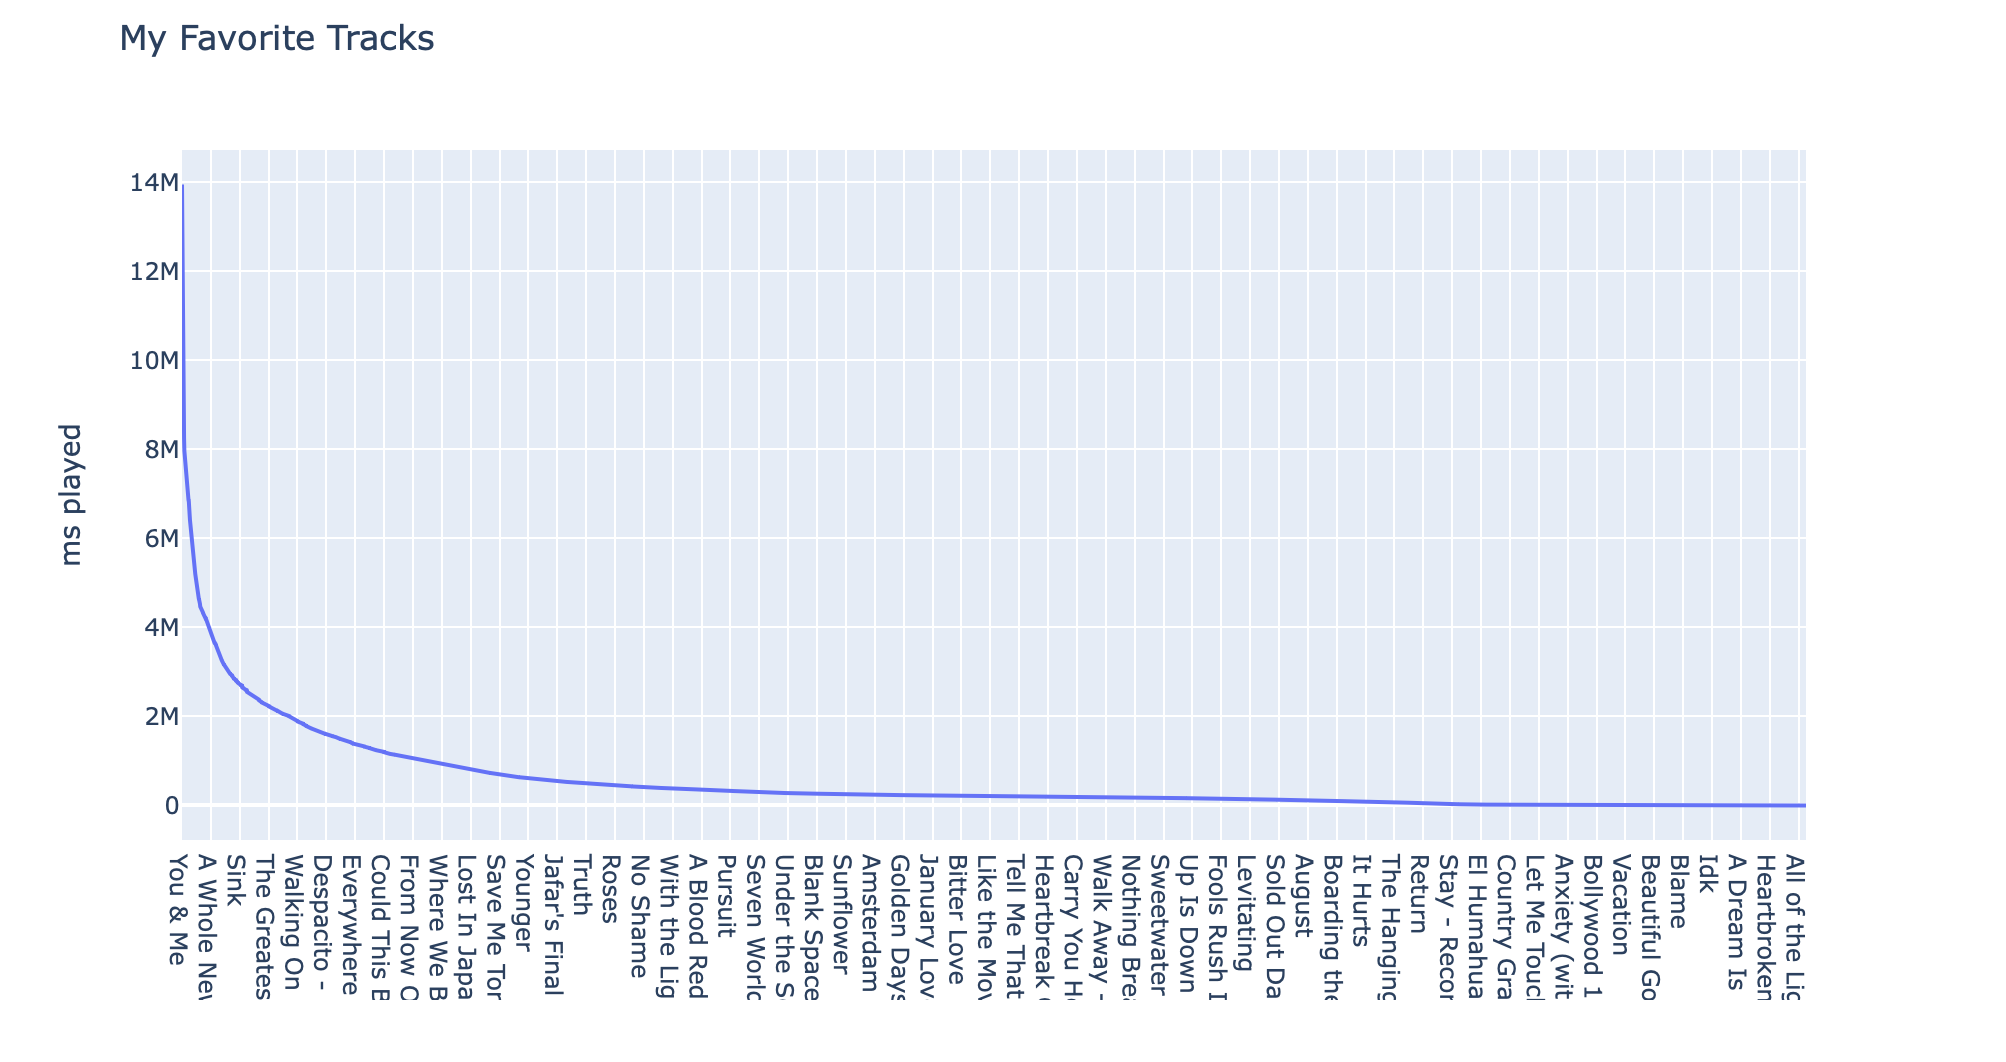 My Favorite Tracks
ms played
14M
12M
10M
8M
6M
4M
2M
0
You & Me
A Whole Nev
Sink
The Greates
Walking On
Despacito -
Everywhere
Could This B
From Now O
Where We B
Lost In Japa
Save Me Tor
Younger
Jafar's Final
Truth
Roses
No Shame
With the Lig
A Blood Red
Pursuit
Seven World
Under the S
Blank Space
Sunflower
Amsterdam
Golden Days
January Lov
Bitter Love
Like the Mov
Tell Me That
Heartbreak
Carry You H
Walk Away -
Nothing Brea
Sweetwater
Up Is Down
Fools Rush I
Levitating
Sold Out Da
August
Boarding the
It Hurts
The Hanging
Return
Stay - Recor
El Humahua
Country Gra
Let Me Touch
Anxiety (wit
Bollywood 1
Vacation
Beautiful Go
Blame
Idk
A Dream Is
Heartbroken
All of the Lig